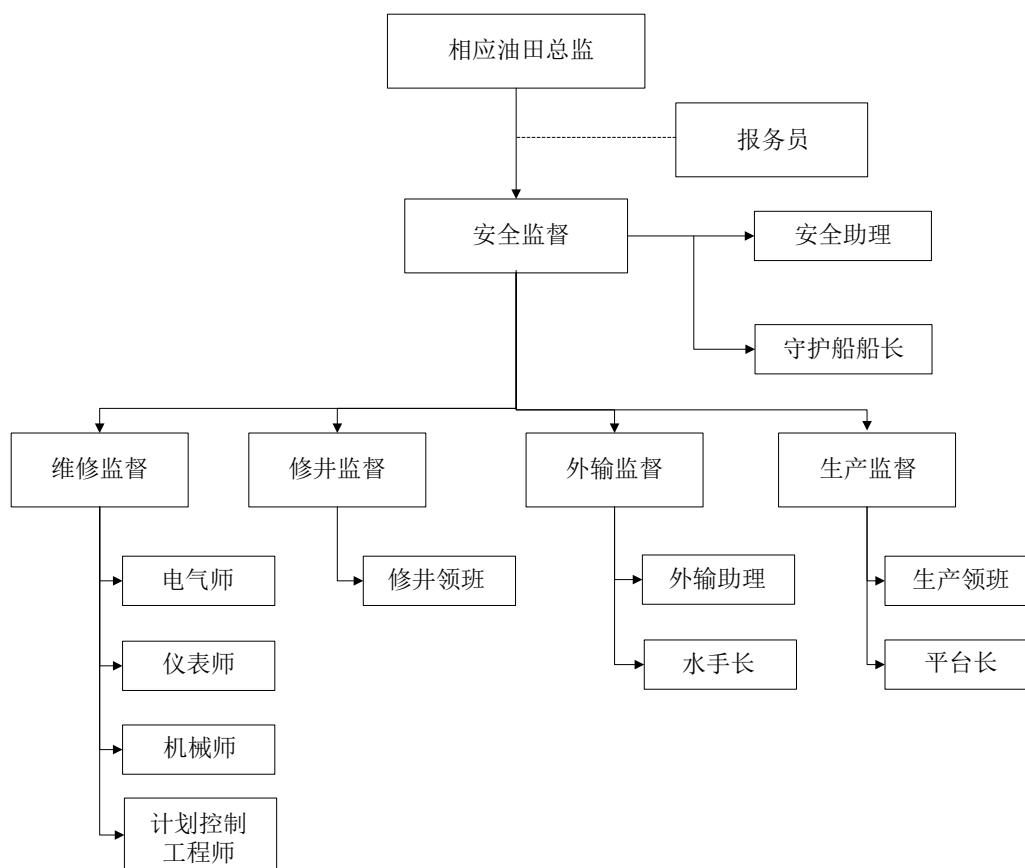 相应油田总监
报务员
安全监督
安全助理
守护船船长
维修监督
修井监督
外输监督
生产监督
电气师
修井领班
外输助理
生产领班
仪表师
水手长
平台长
机械师
计划控制
工程师